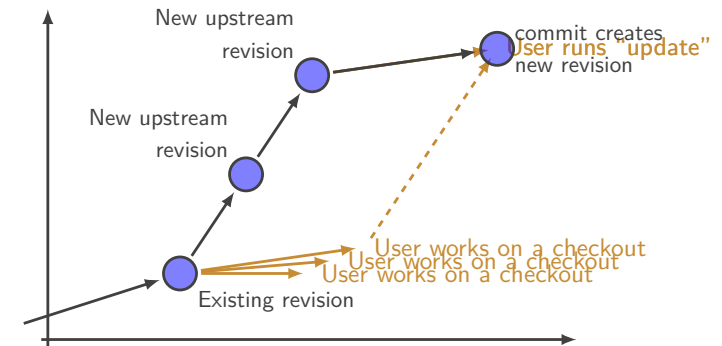 New upstream
revision
commit creates
User runs "update"
new revision
New upstream
revision
User works on a checkout
User works on a checkout
User works on a checkout
Existing revision